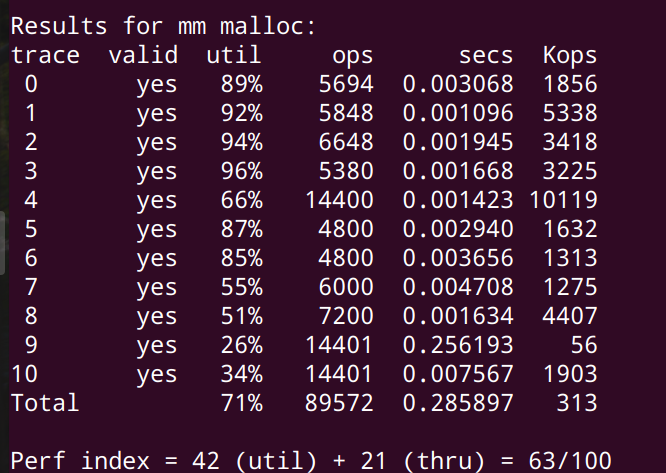 Results for mm malloc:
trace  valid  util     ops      secs  Kops
 0       yes   89%    5694  0.003068  1856
 1       yes   92%    5848  0.001096  5338
 2       yes   94%    6648  0.001945  3418
 3       yes   96%    5380  0.001668  3225
 4       yes   66%   14400  0.001423 10119
 5       yes   87%    4800  0.002940  1632
 6       yes   85%    4800  0.003656  1313
 7       yes   55%    6000  0.004708  1275
 8       yes   51%    7200  0.001634  4407
 9       yes   26%   14401  0.256193    56
10       yes   34%   14401  0.007567  1903
Total          71%   89572  0.285897   313
Perf index = 42 (util) + 21 (thru) = 63/100